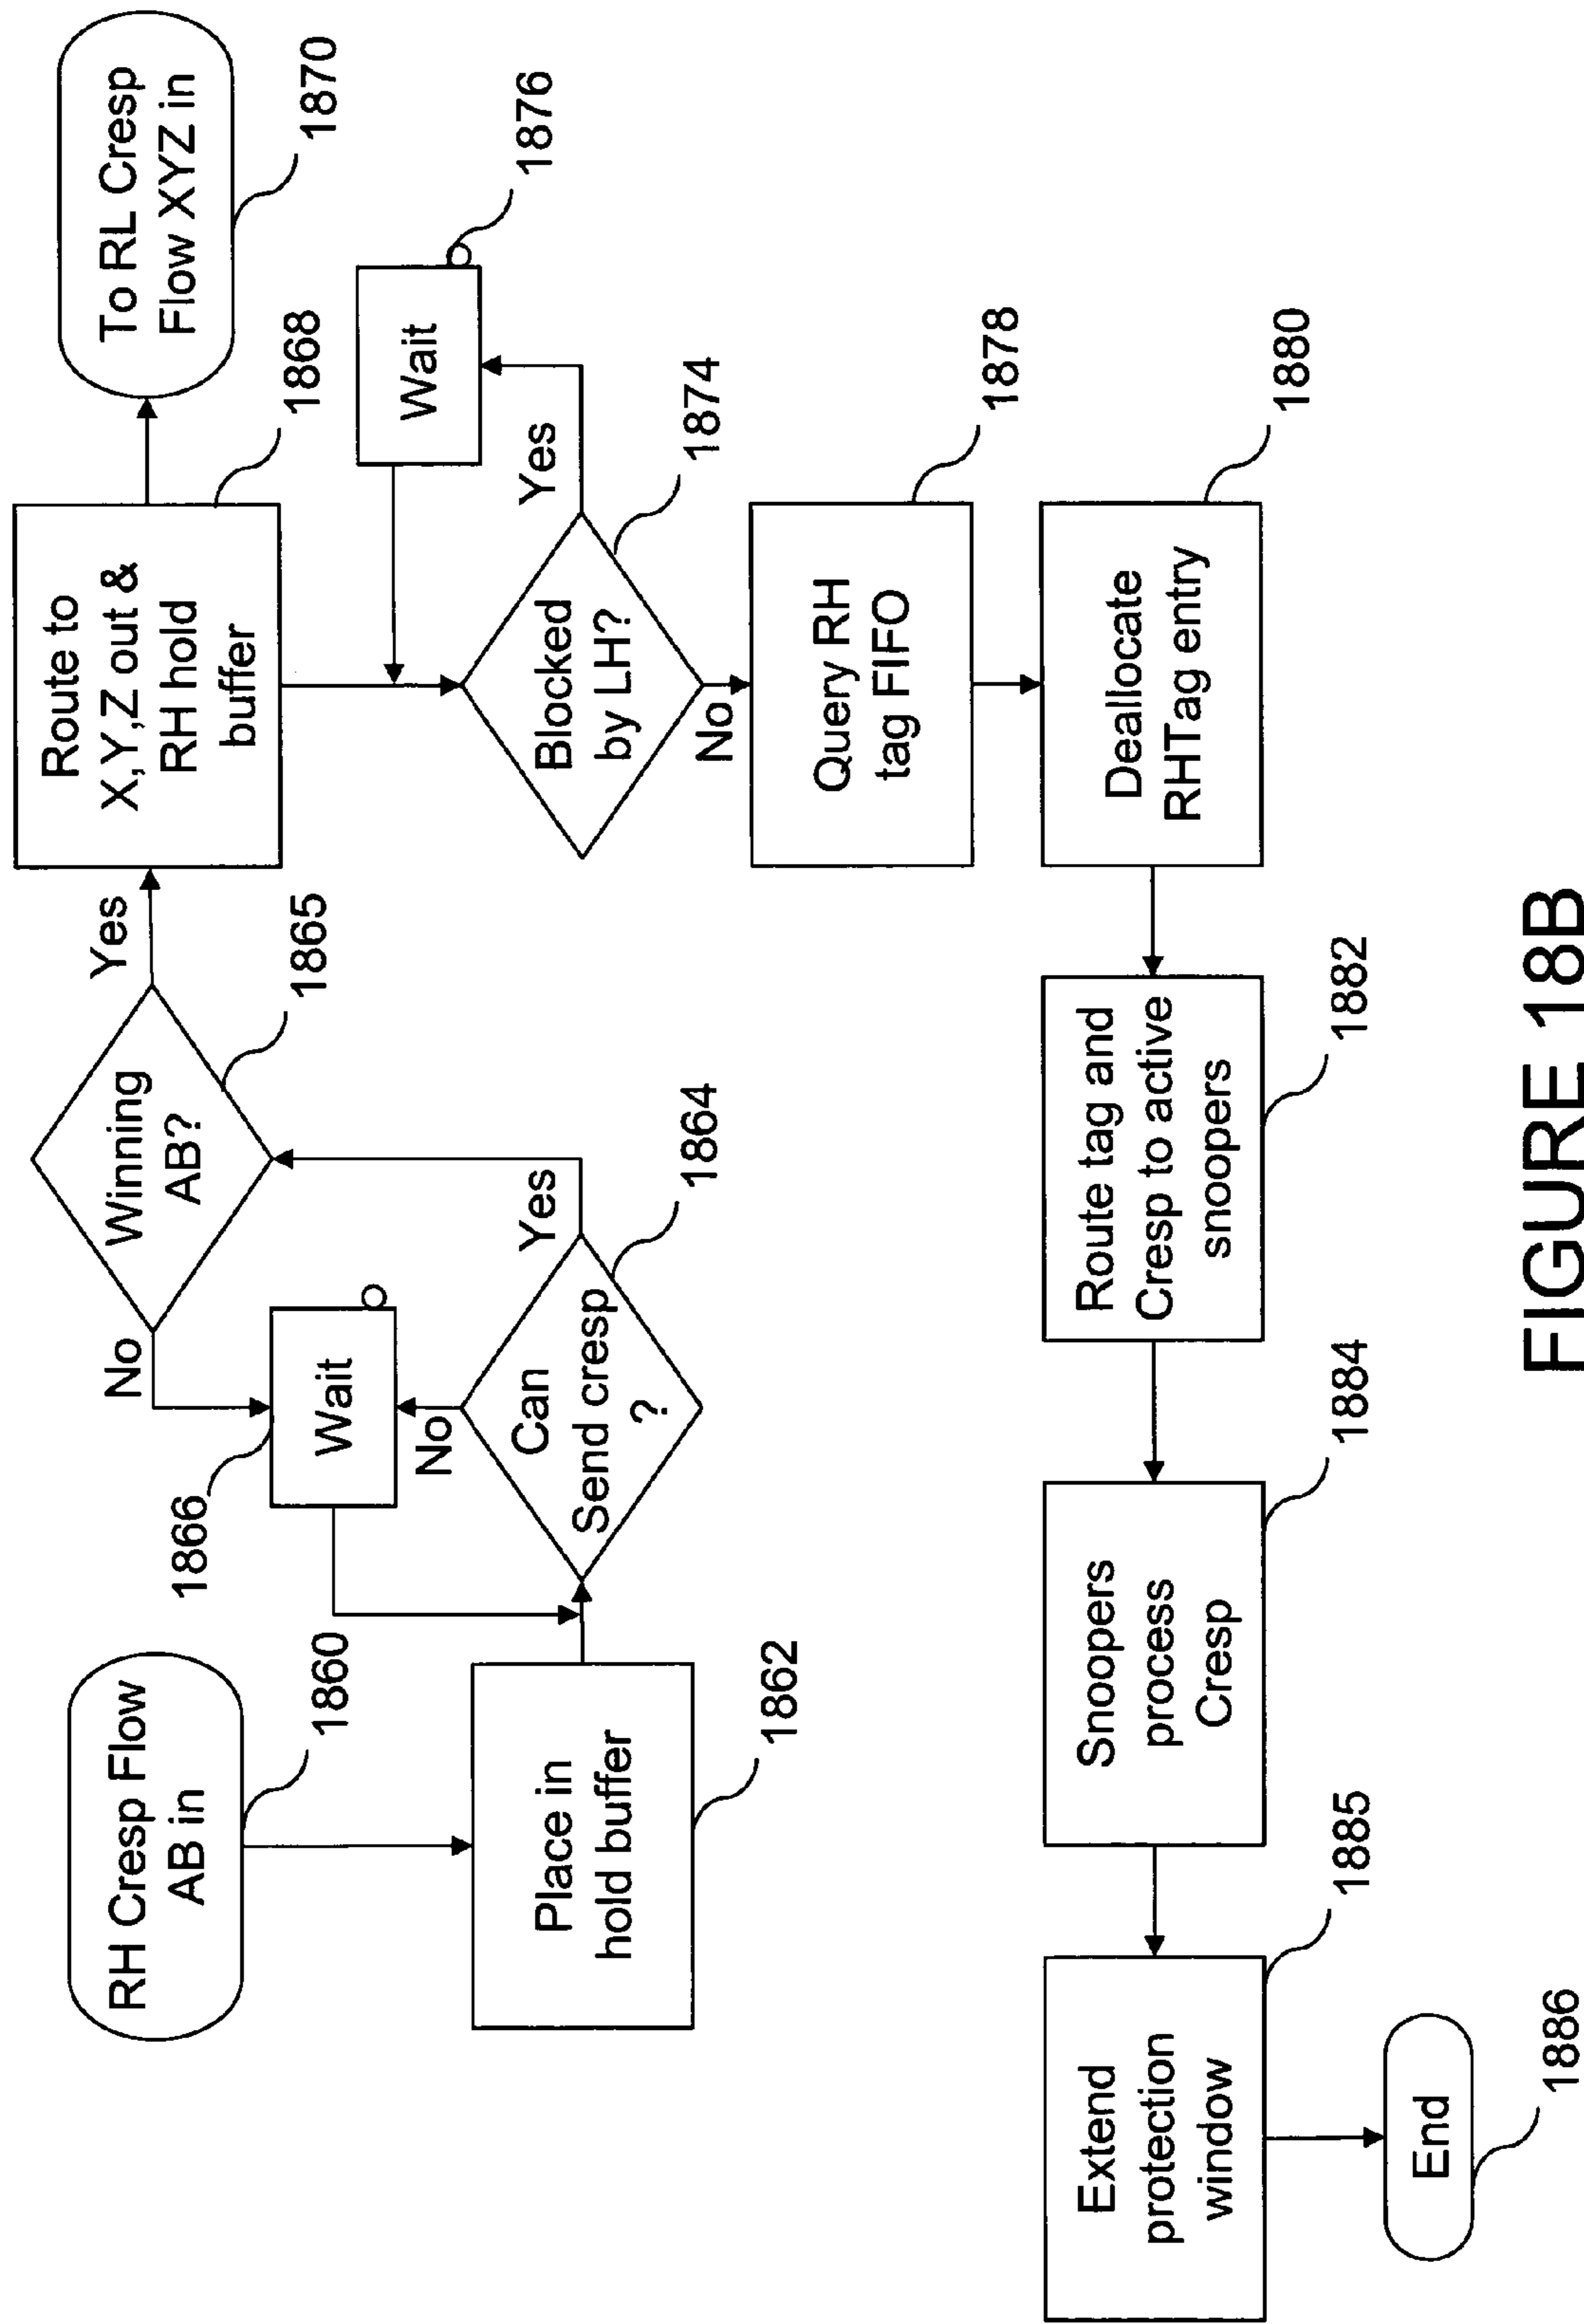 RH Cresp Flow
AB in
1860
Place in
hold buffer
1862
Can
Send cresp
?
1864
No
Yes
Wait
1866
Winning
AB?
1865
No
Yes
Route to
X,Y,Z out &
RH hold
buffer
1868
To RL Cresp
Flow XYZ in
1870
Blocked
by LH?
1874
Yes
No
Wait
1876
Query RH
tag FIFO
1878
Deallocate
RHTag entry
1880
Route tag and
Cresp to active
snoopers
1882
Snoopers
process
Cresp
1884
Extend
protection
window
1885
End
1886
FIGURE 18B